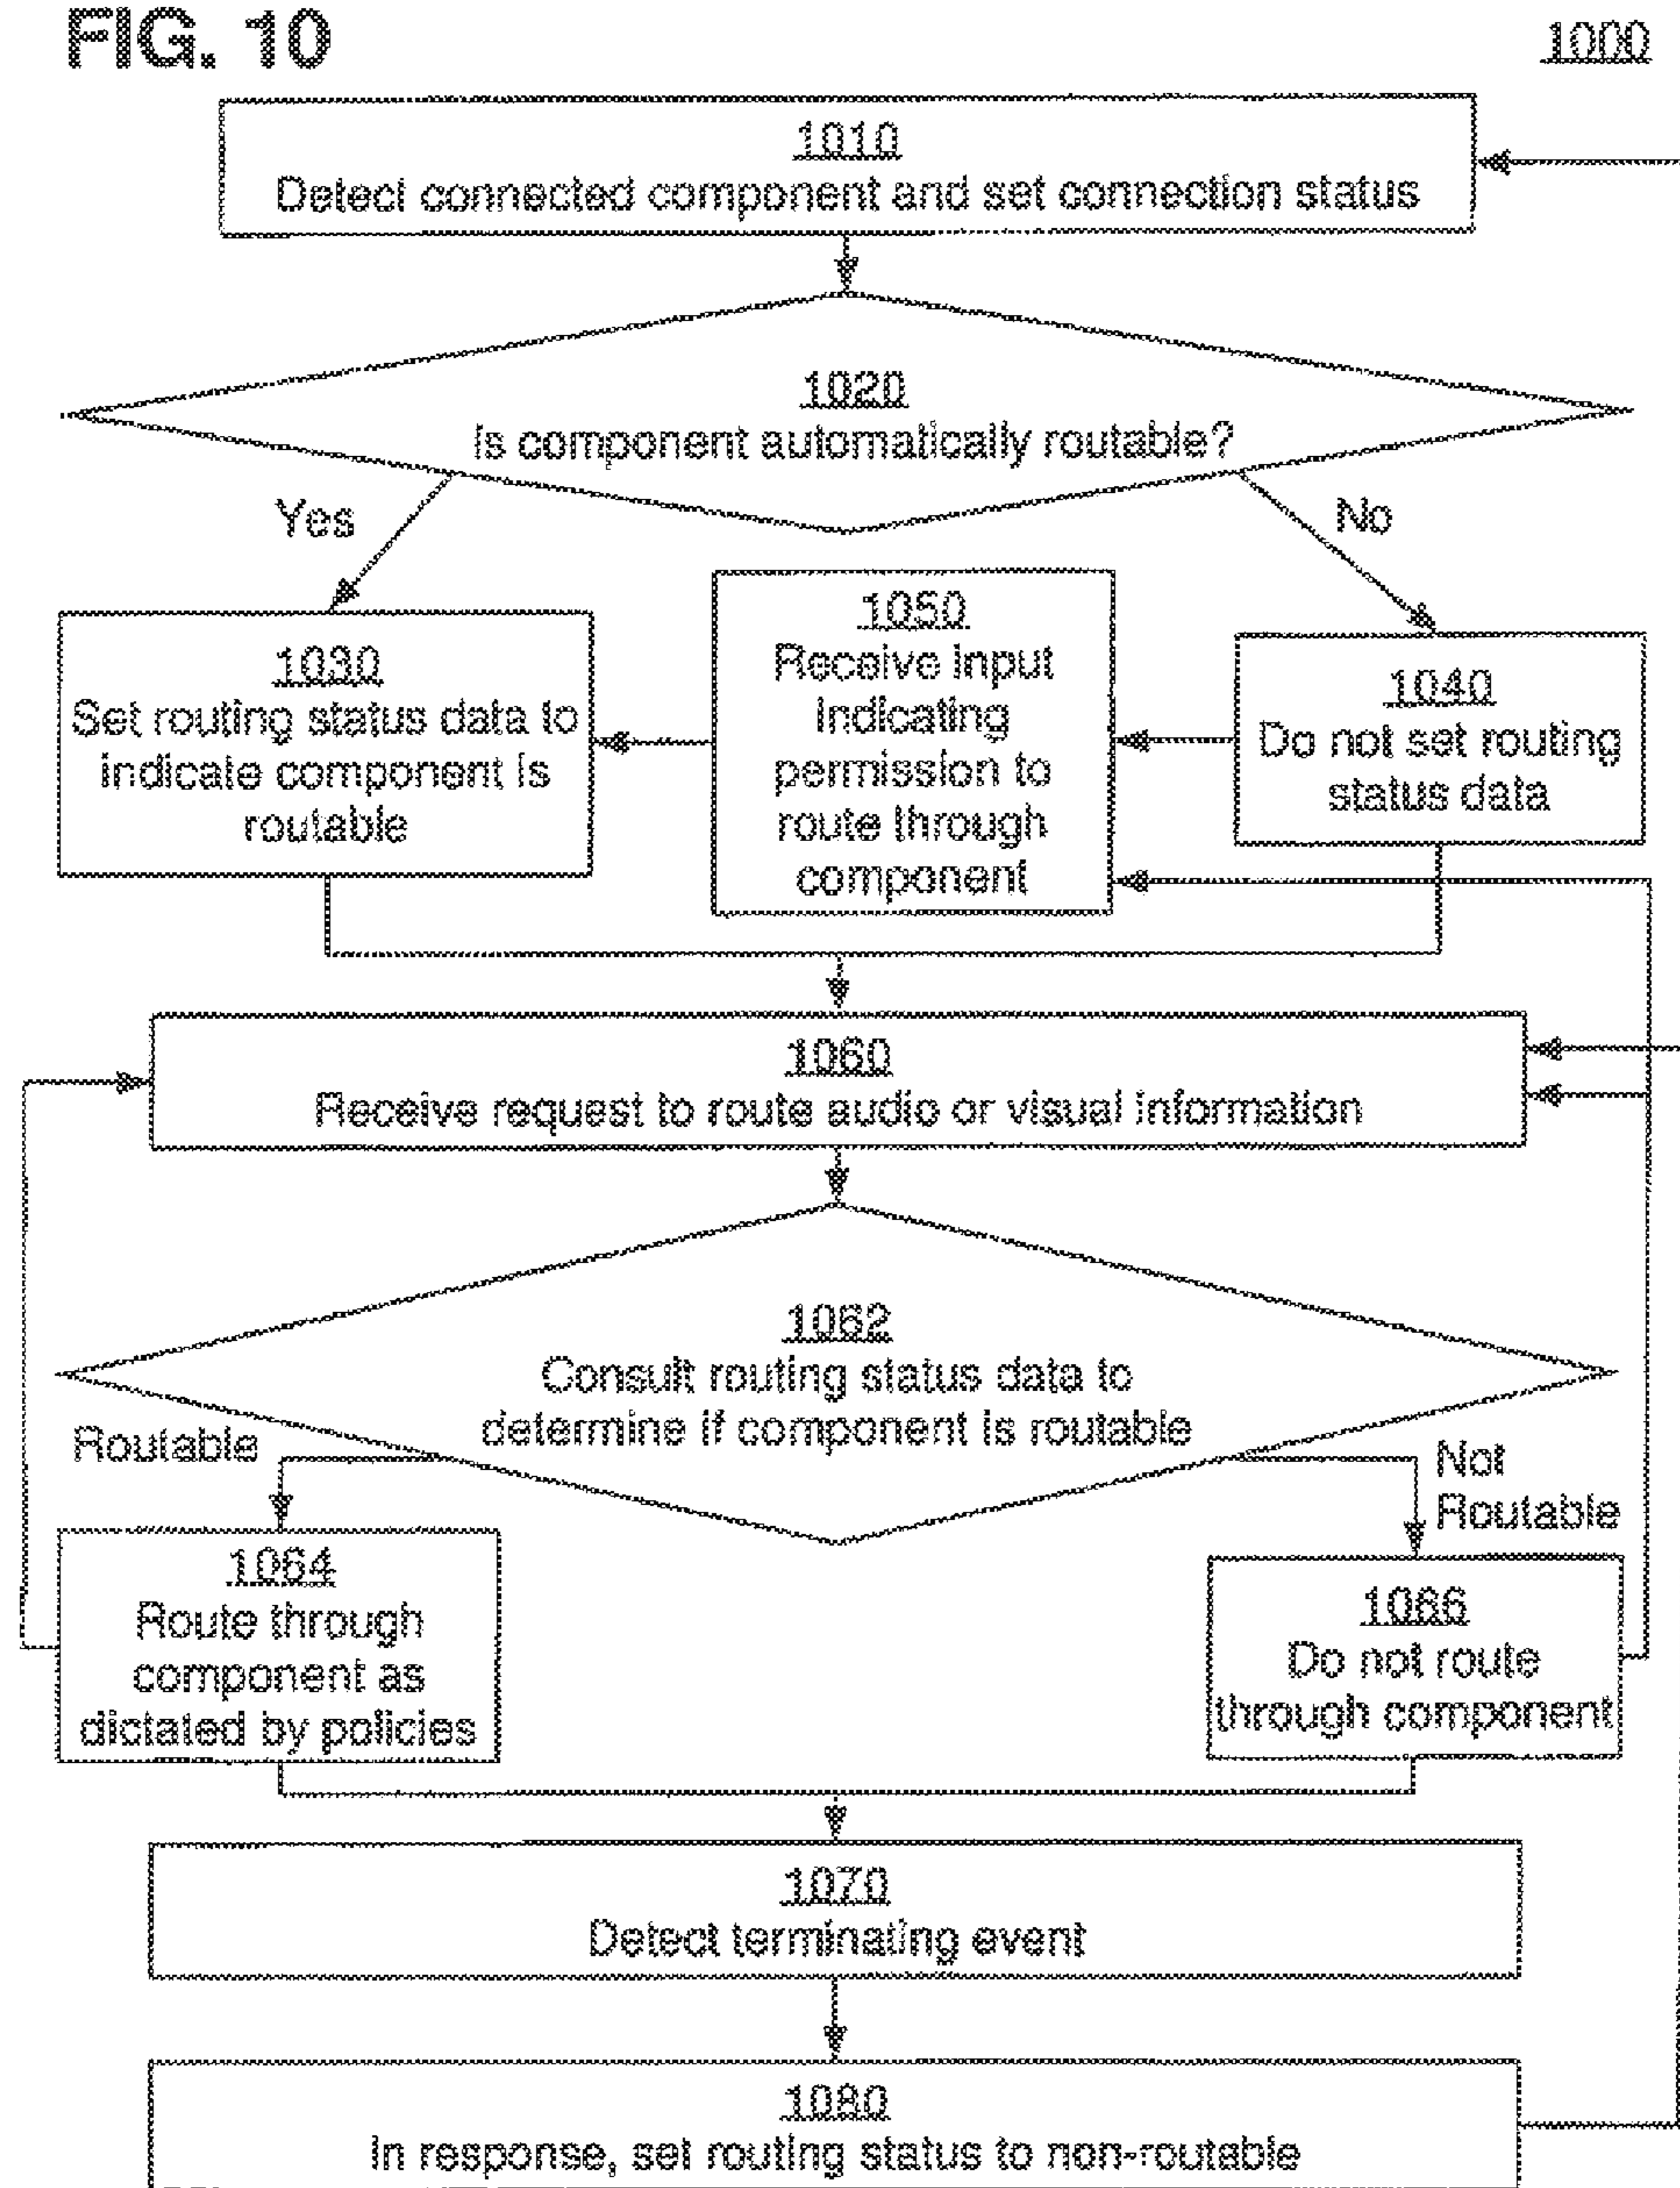 FIG. 10
1000
1010
Detect connected component and set connection status
1020
Is component automatically routable?
Yes
No
1030
Set routing status data to
indicate component is
routable
1050
Receive input
indicating
permission to
route through
component
1040
Do not set routing
status data
1060
Receive request to route audio or visual information
1062
Consult routing status data to
determine if component is routable
Routable
Not
Routable
1064
Route through
component as
dictated by policies
1066
Do not route
through component
1070
Detect terminating event
1080
In response, set routing status to non-routable